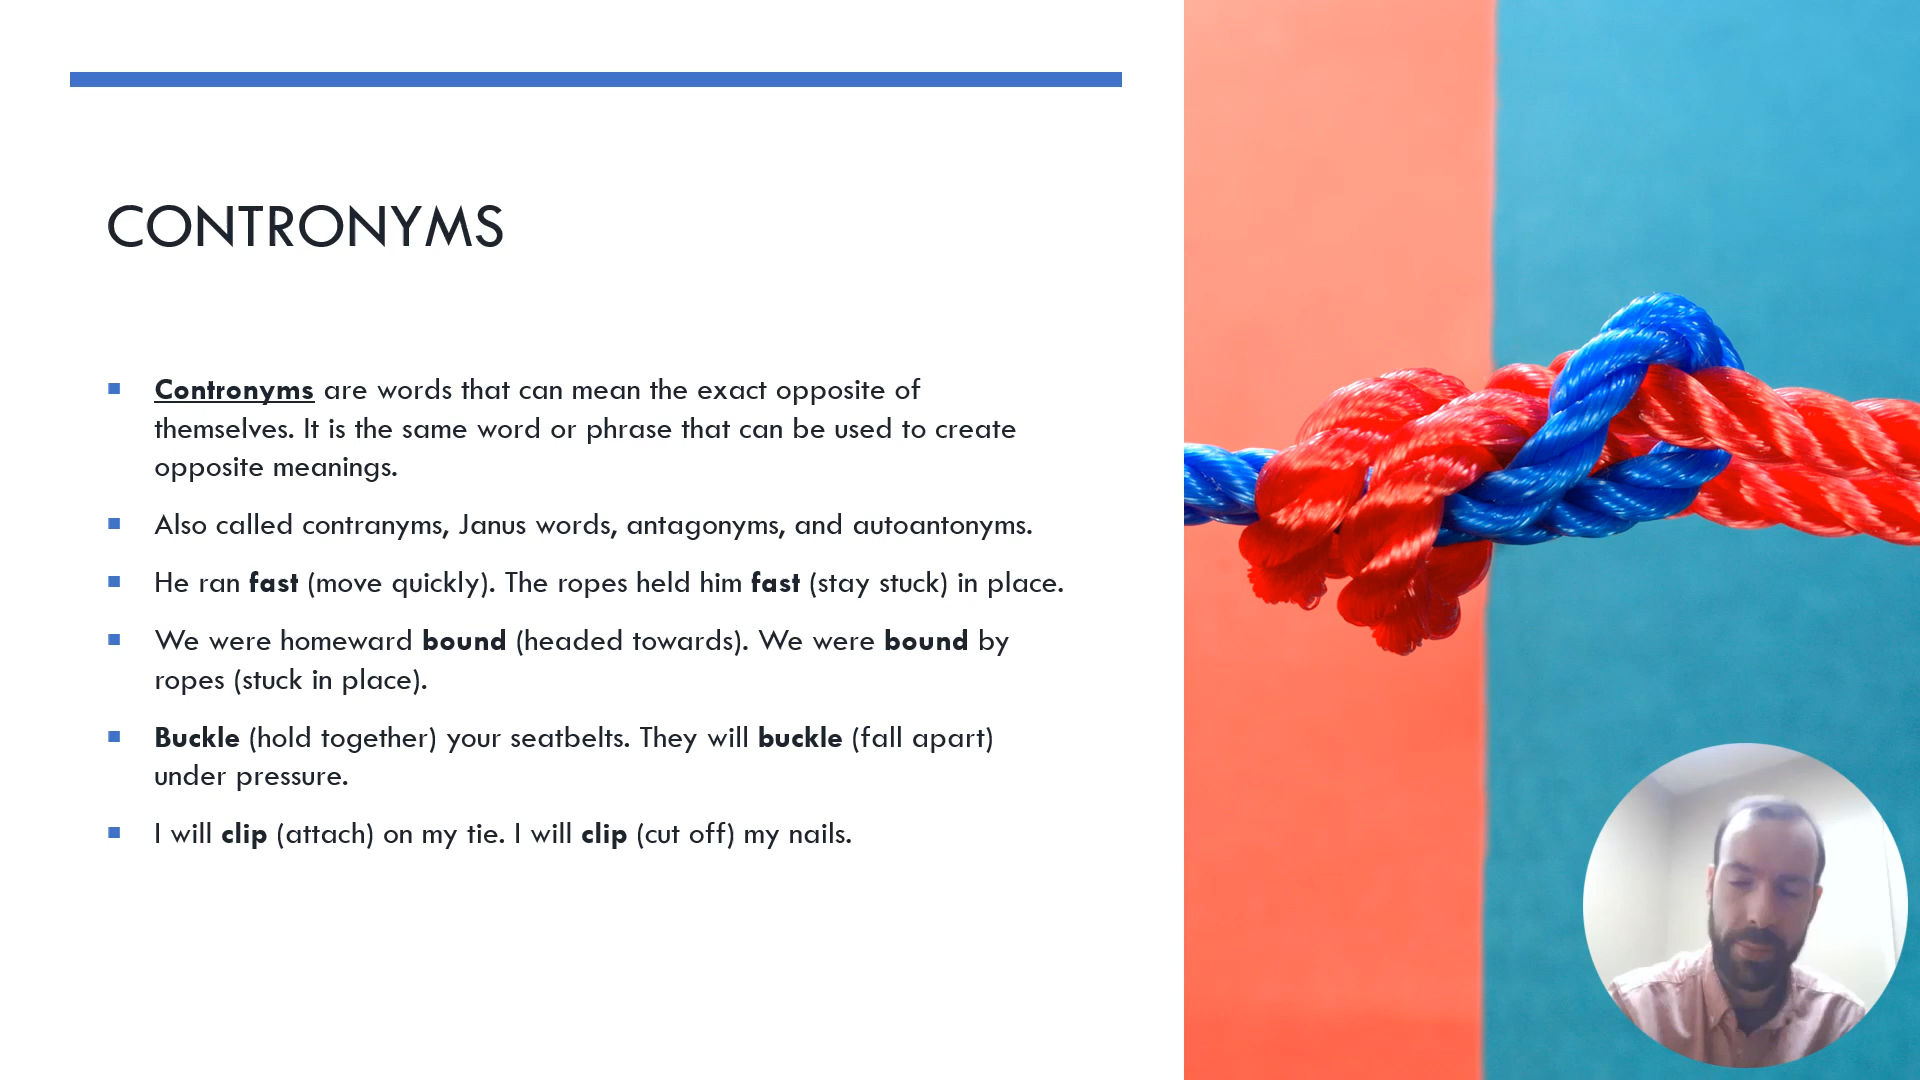 CONTRONYMS
Contronyms are words that can mean the exact opposite of
themselves. It is the same word or phrase that can be used to create
opposite meanings.
Also called contranyms, Janus words, antagonyms, and autoantonyms.
He ran fast (move quickly). The ropes held him fast (stay stuck) in place.
We were homeward bound (headed towards). We were bound by
ropes (stuck in place).
Buckle (hold together) your seatbelts. They will buckle (fall apart)
under pressure.
I will clip (attach) on my tie. I will clip (cut off) my nails.